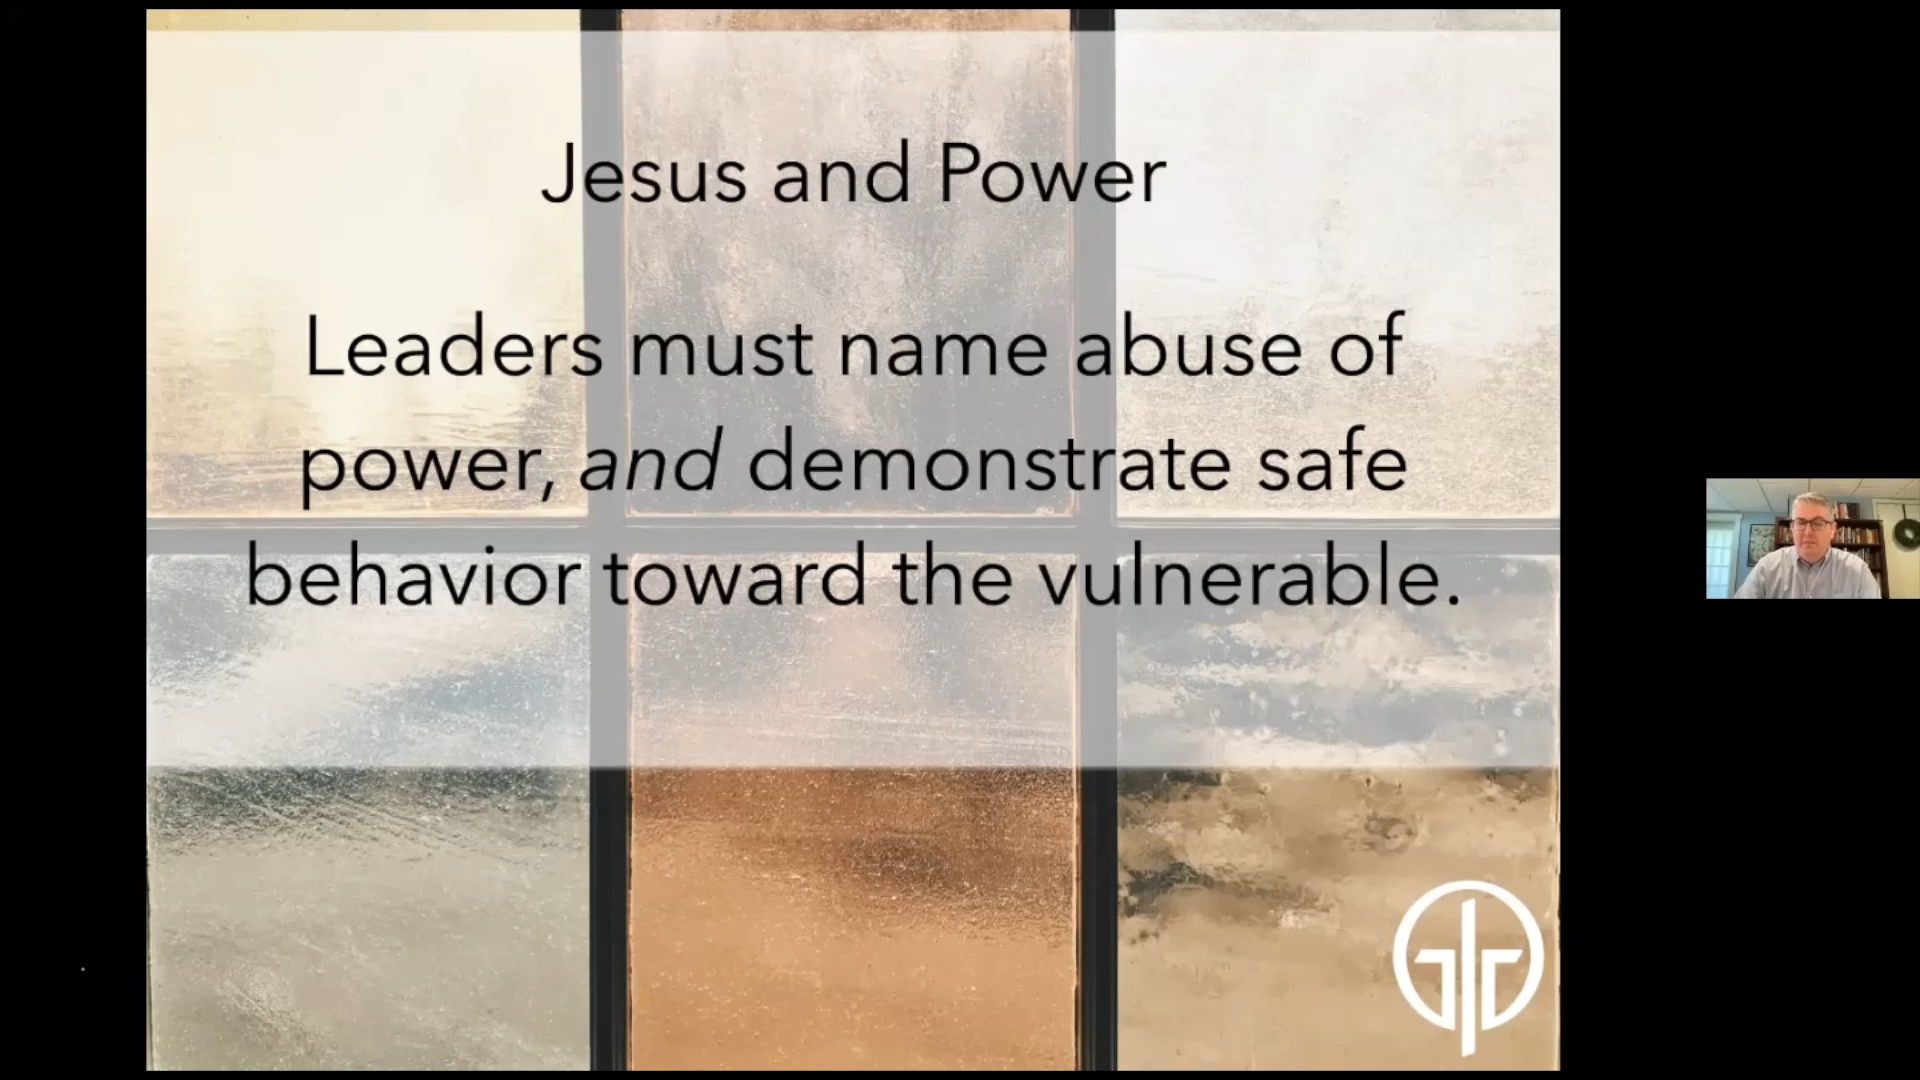 Jesus and Power
Leaders must name abuse of
power, and demonstrate safe
behavior toward the vulnerable.